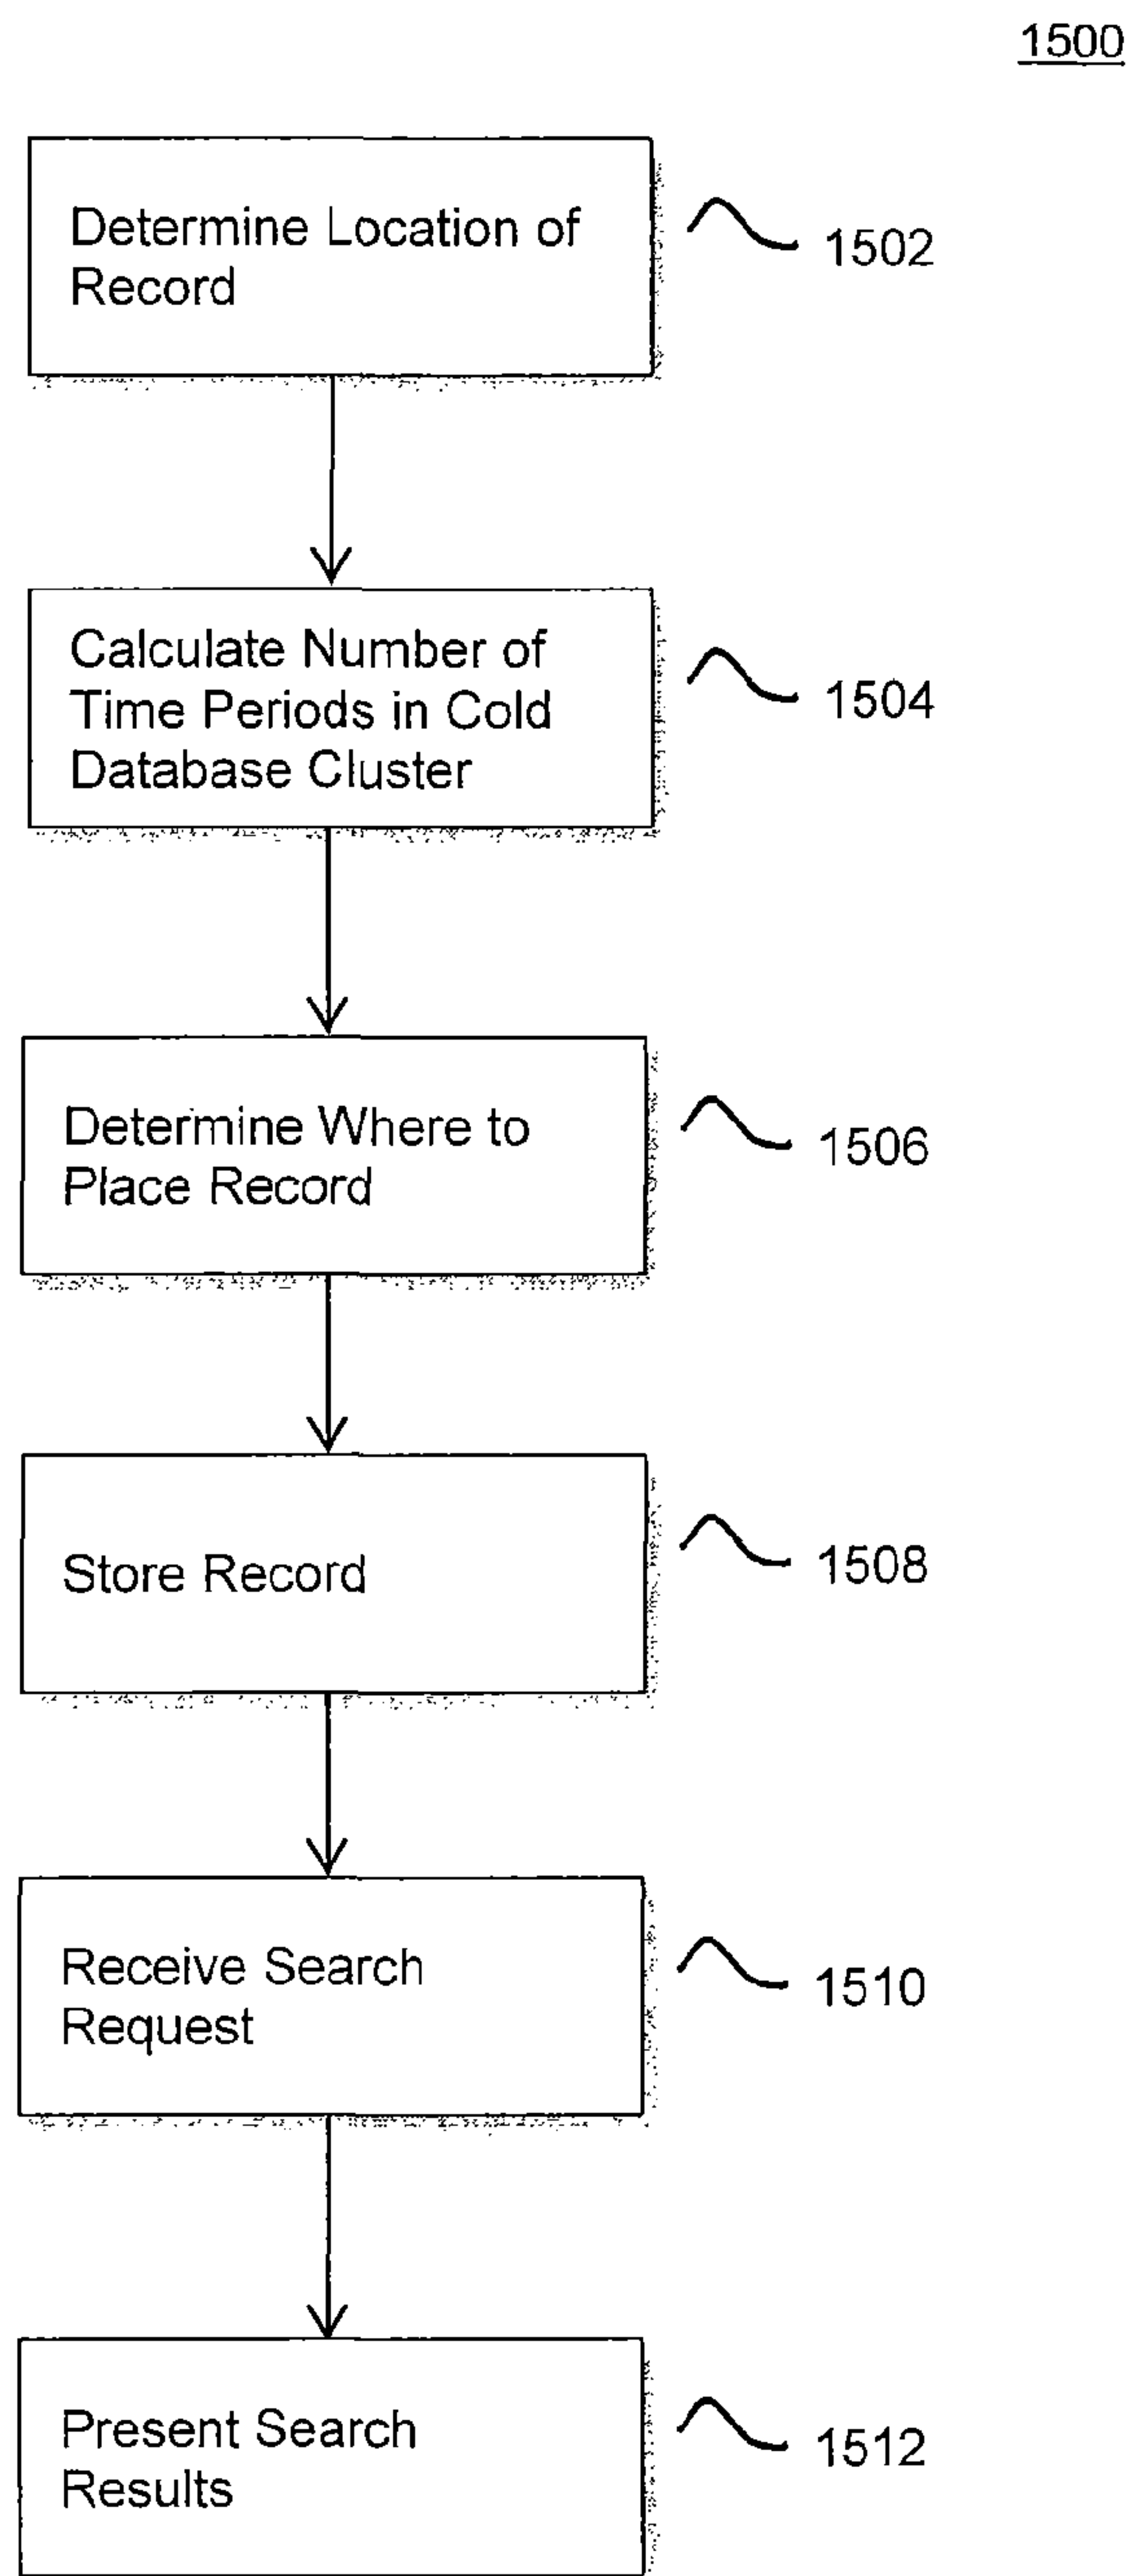 1500
Determine Location of
Record
1502
Calculate Number of
Time Periods in Cold
Database Cluster
1504
Determine Where to
Place Record
1506
Store Record
1508
Receive Search
Request
1510
Present Search
Results
1512